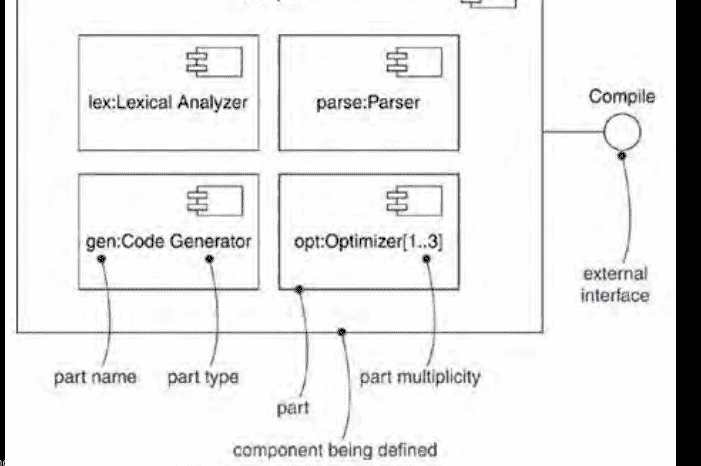 lex:Lexical Analyzer
parse:Parser
Compile
gen:Code Generator
opt:Optimizer[1..3]
external
interface
part name
part type
part multiplicity
part
component being defined